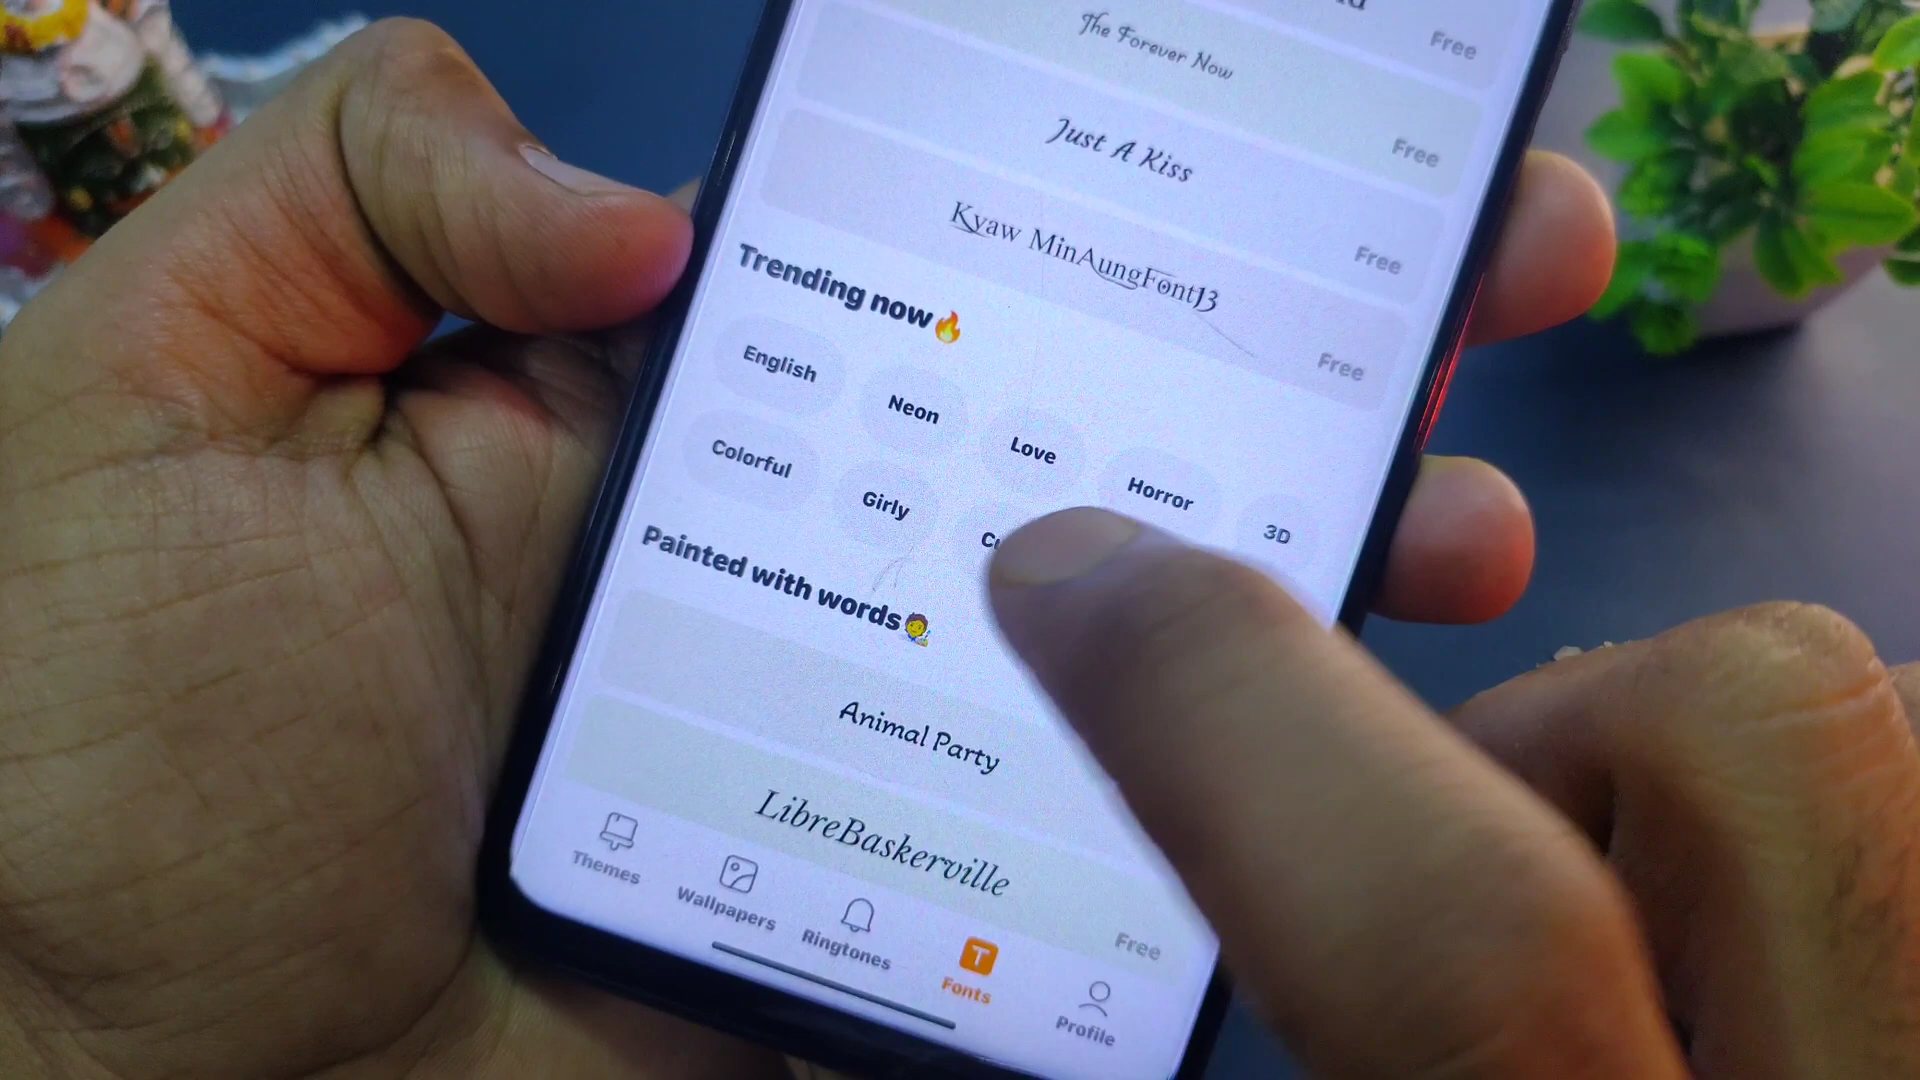 Free
The Forever Now
Free
Just A Kiss
Free
Kyaw MinAungFont13
Free
Trending now🔥
English
Neon
Love
Horror
3D
Colorful
Girly
Painted with words🧑‍🎨
Animal Party
LibreBaskerville
Free
Themes
Wallpapers
Ringtones
Fonts
Profile